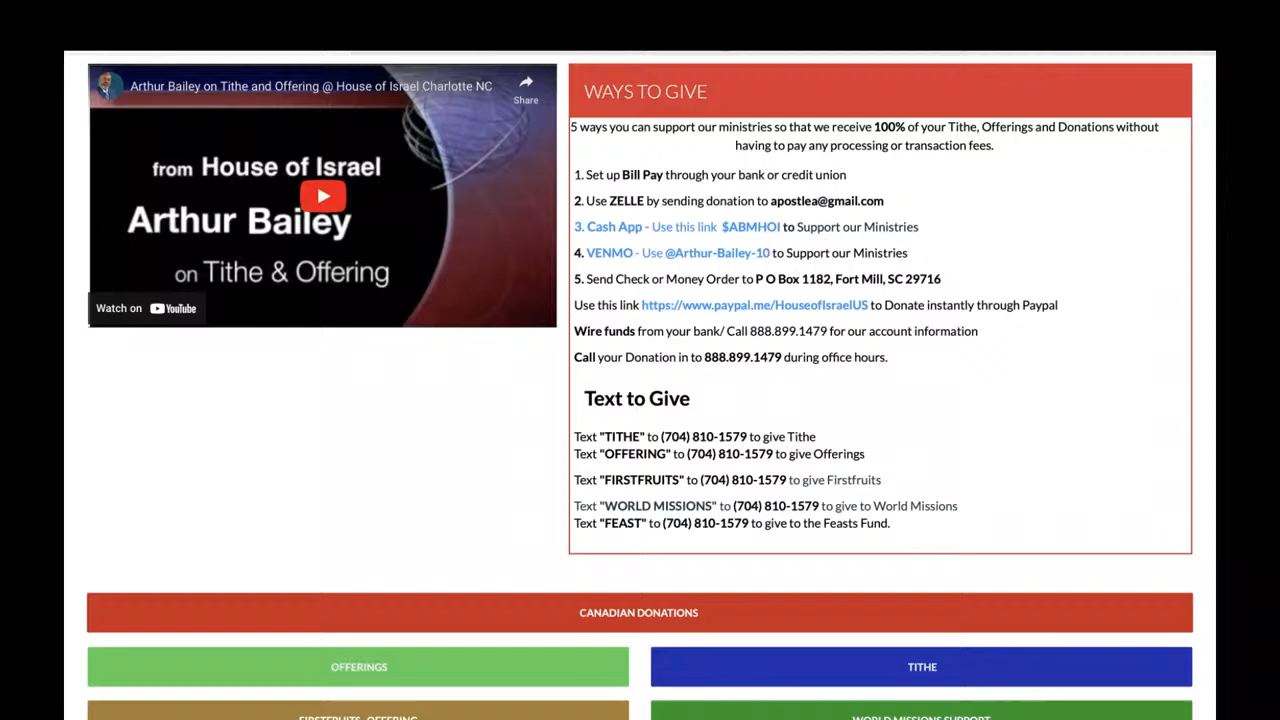 Arthur Bailey on Tithe and Offering @ House of Israel Charlotte NC
Share
from House of Israel
Arthur Bailey
on Tithe & Offering
Watch on YouTube
WAYS TO GIVE
5 ways you can support our ministries so that we receive 100% of your Tithe, Offerings and Donations without
having to pay any processing or transaction fees.
1. Set up Bill Pay through your bank or credit union
2. Use ZELLE by sending donation to apostlea@gmail.com
3. Cash App - Use this link $ABMHOI to Support our Ministries
4. VENMO - Use @Arthur-Bailey-10 to Support our Ministries
5. Send Check or Money Order to P O Box 1182, Fort Mill, SC 29716
Use this link https://www.paypal.me/HouseofIsraelUS to Donate instantly through Paypal
Wire funds from your bank/ Call 888.899.1479 for our account information
Call your Donation in to 888.899.1479 during office hours.
Text to Give
Text "TITHE" to (704) 810-1579 to give Tithe
Text "OFFERING" to (704) 810-1579 to give Offerings
Text "FIRSTFRUITS" to (704) 810-1579 to give Firstfruits
Text "WORLD MISSIONS" to (704) 810-1579 to give to World Missions
Text "FEAST" to (704) 810-1579 to give to the Feasts Fund.
CANADIAN DONATIONS
OFFERINGS
TITHE
FIRSTFRUITS OFFERING
WORLD MISSIONS SUPPORT